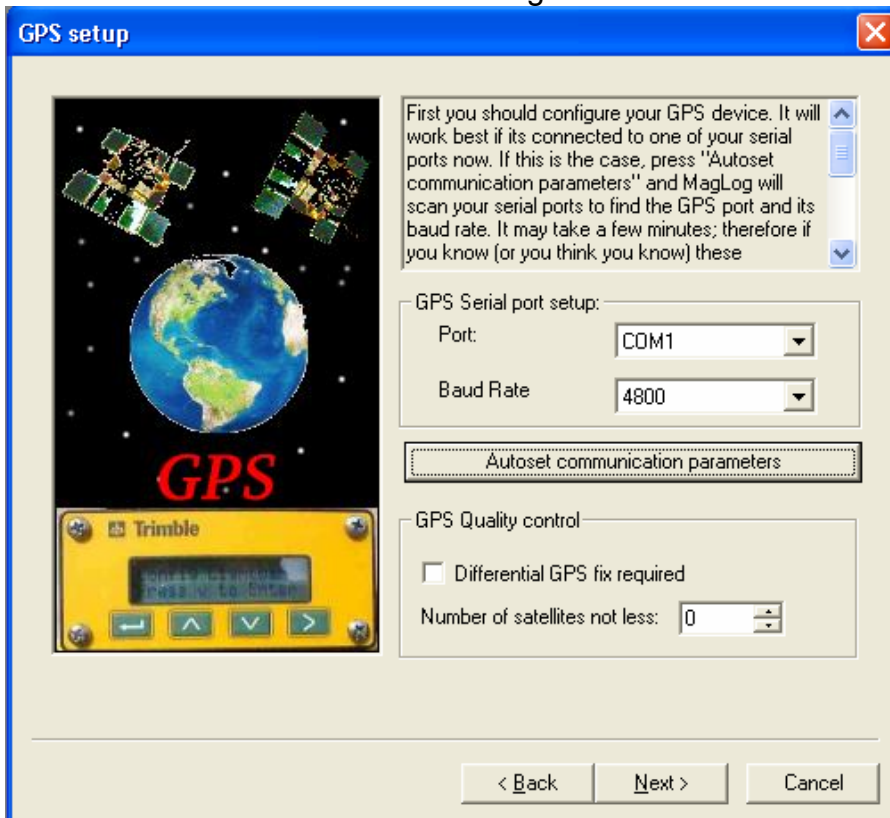 GPS setup
First you should configure your GPS device. It will
work best if its connected to one of your serial
ports now. If this is the case, press "Autoset
communication parameters" and MagLog will
scan your serial ports to find the GPS port and its
baud rate. It may take a few minutes; therefore if
you know (or you think you know) these
GPS Serial port setup:
Port:
COM1
Baud Rate
4800
Autoset communication parameters
GPS
Trimble
Press v to Enter
GPS Quality control
Differential GPS fix required
Number of satellites not less:
0
< Back
Next >
Cancel